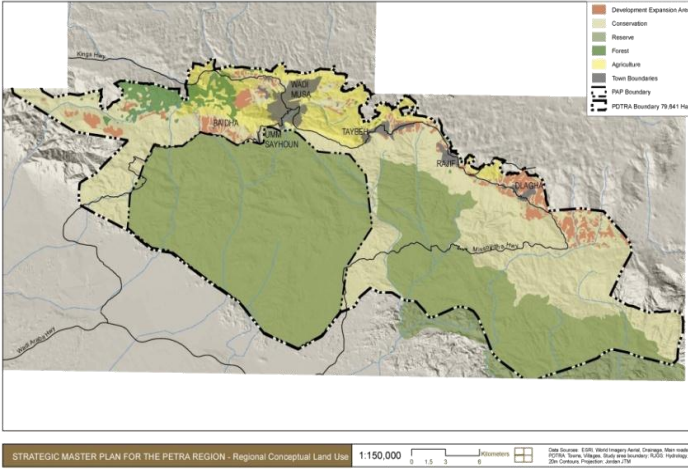 Development Expansion Area
Conservation
Reserve
Forest
Agriculture
Town Boundaries
PAP Boundary
PDTRA Boundary 79.641 Ha
Kings Hwy
WADI
MUSA
BAIDHA
UMM
SAYHOUN
TAYBEH
RAJIF
DLAGHA
Wadi Araba Hwy
STRATEGIC MASTER PLAN FOR THE PETRA REGION - Regional Conceptual Land Use
1:150,000
Kilometers
0 1.5 3 6
Data Sources: ESRI, World Imagery Aerial, Drainage, Main roads
PDTRA: Towns, Villages, Study area boundary; RJGS: Hydrology,
20m Contours Projection: Jordan JTM